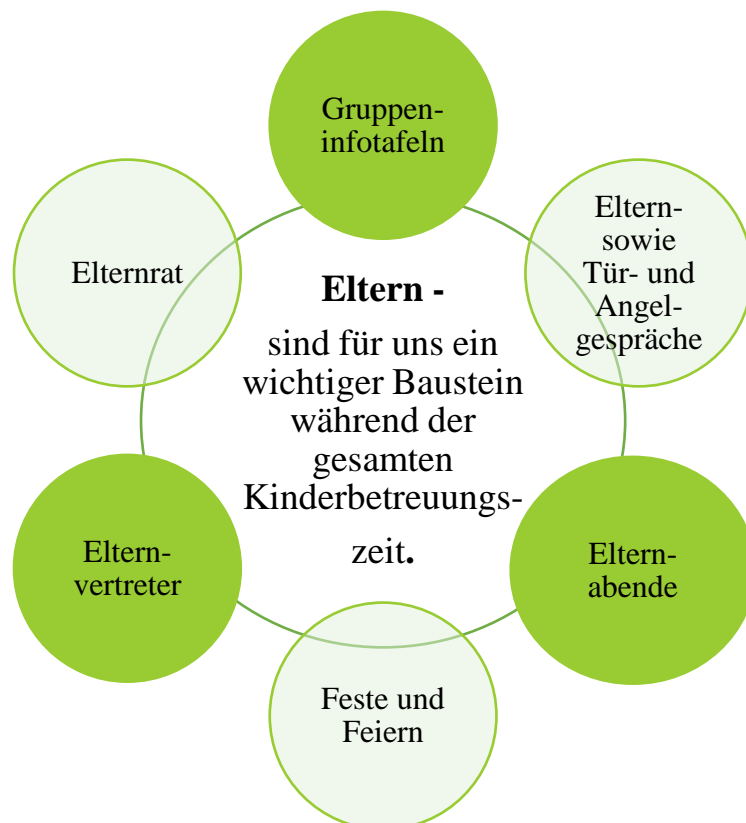 Gruppen-
infotafeln
Eltern-
sowie
Tür- und
Angel-
gespräche
Elternrat
Eltern -
sind für uns ein
wichtiger Baustein
während der
gesamten
Kinderbetreuungs-
zeit.
Eltern-
vertreter
Eltern-
abende
Feste und
Feiern